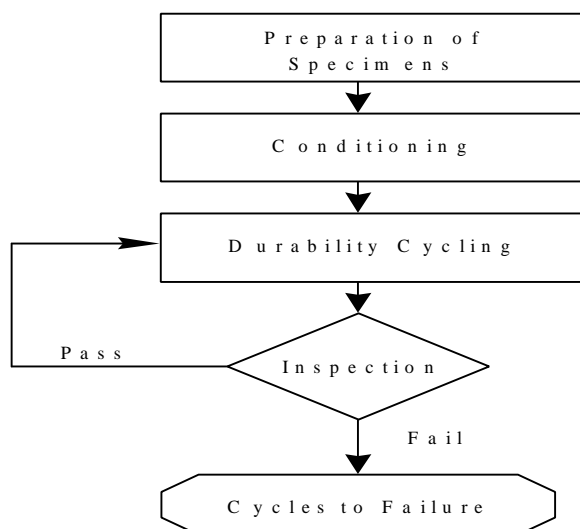 Preparation of
Specimens
Conditioning
Durability Cycling
Pass
Inspection
Fail
Cycles to Failure